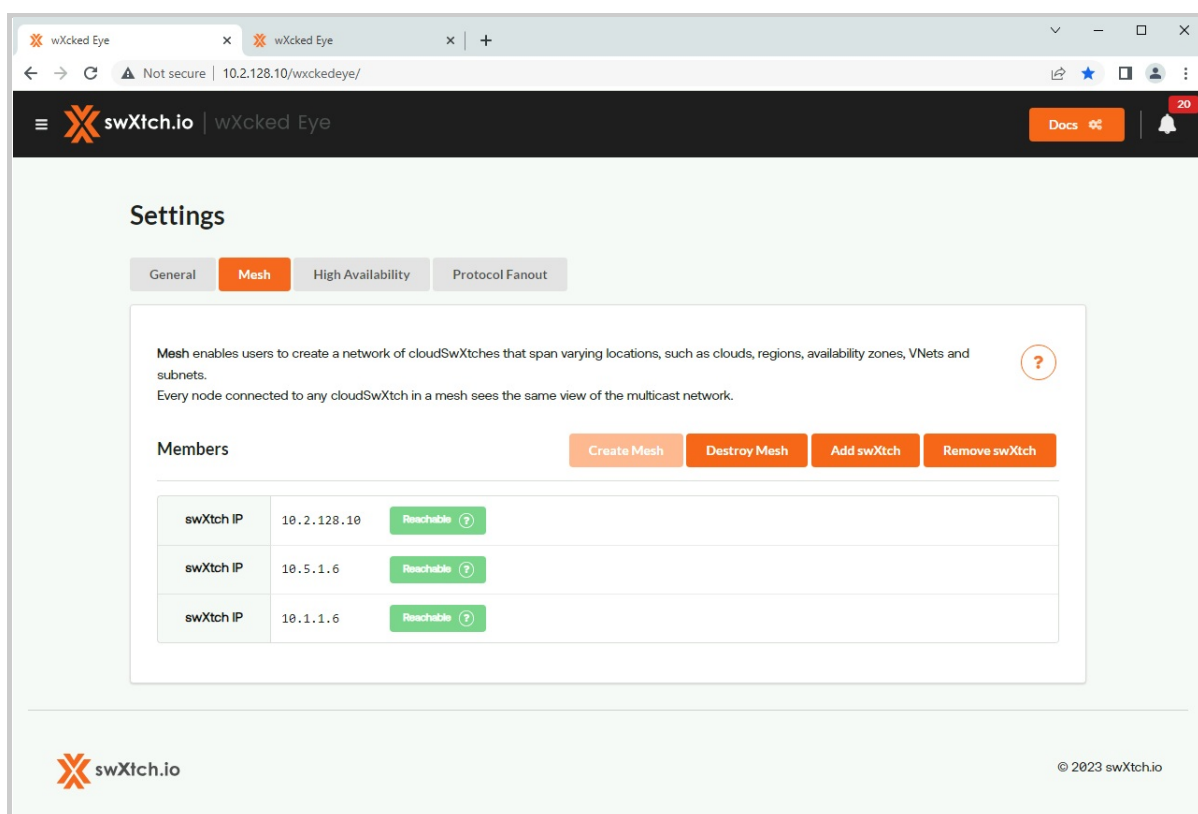 wXcked Eye
wXcked Eye
Not secure | 10.2.128.10/wxckedeye/
swXtch.io | wXcked Eye
Docs
20
Settings
General
Mesh
High Availability
Protocol Fanout
Mesh enables users to create a network of cloudSwXtches that span varying locations, such as clouds, regions, availability zones, VNets and
subnets.
Every node connected to any cloudSwXtch in a mesh sees the same view of the multicast network.
?
Members
Create Mesh
Destroy Mesh
Add swXtch
Remove swXtch
swXtch IP 10.2.128.10 Reachable ?
swXtch IP 10.5.1.6 Reachable ?
swXtch IP 10.1.1.6 Reachable ?
swXtch.io
© 2023 swXtch.io